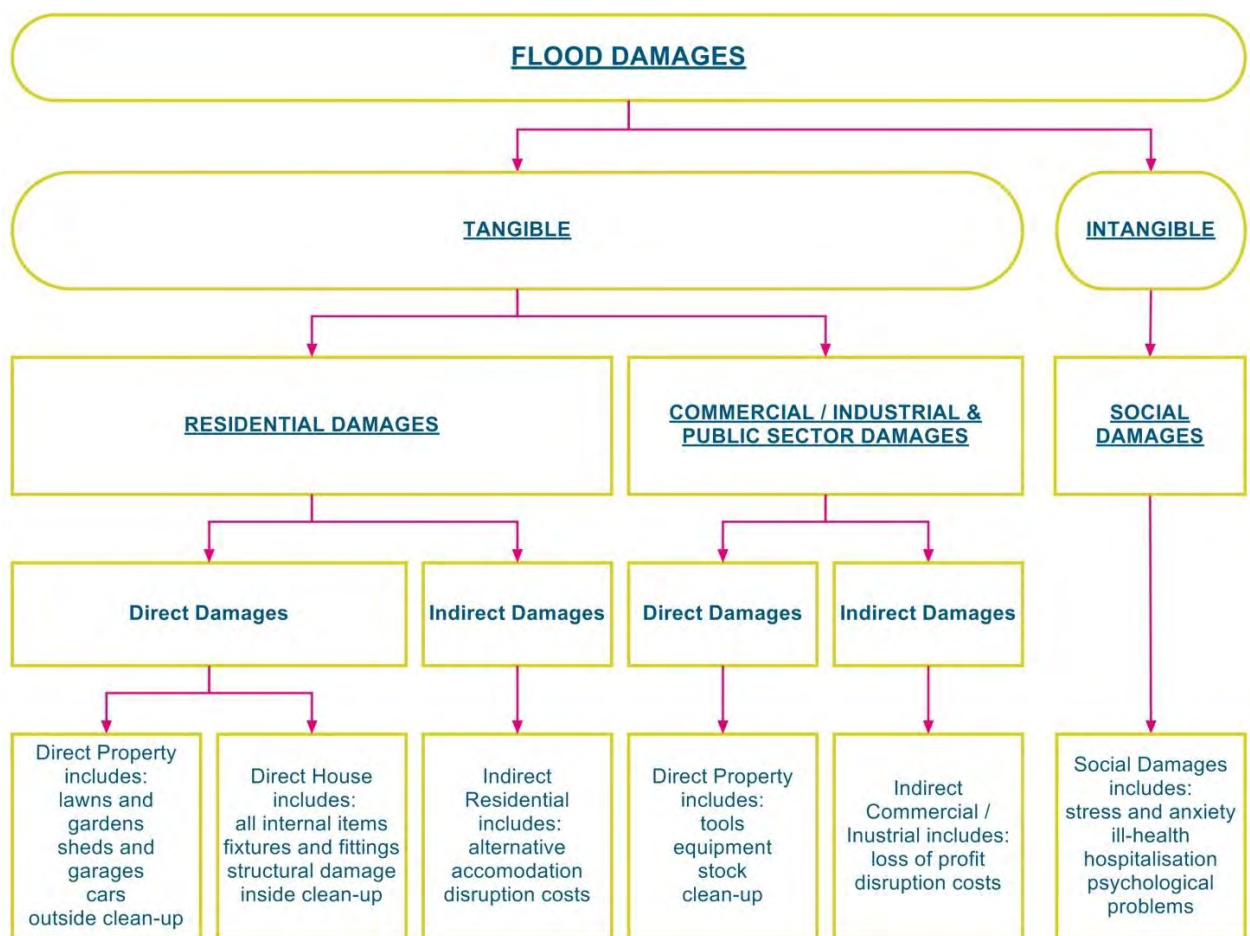 FLOOD DAMAGES
TANGIBLE
INTANGIBLE
RESIDENTIAL DAMAGES
COMMERCIAL / INDUSTRIAL &
PUBLIC SECTOR DAMAGES
SOCIAL
DAMAGES
Direct Damages
Indirect Damages
Direct Damages
Indirect Damages
Direct Property
includes:
lawns and
gardens
sheds and
garages
cars
outside clean-up
Direct House
includes:
all internal items
fixtures and fittings
structural damage
inside clean-up
Indirect
Residential
includes:
alternative
accomodation
disruption costs
Direct Property
includes:
tools
equipment
stock
clean-up
Indirect
Commercial /
Inustrial includes:
loss of profit
disruption costs
Social Damages
includes:
stress and anxiety
ill-health
hospitalisation
psychological
problems